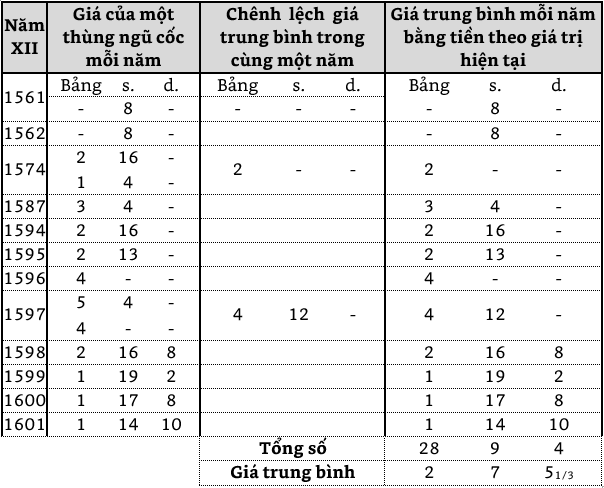 Năm XII | Giá của một thùng ngũ cốc mỗi năm | Chênh lệch giá trung bình trong cùng một năm | Giá trung bình mỗi năm bằng tiền theo giá trị hiện tại
1561 | Bảng s. d. | Bảng s. d. | Bảng s. d.
- 8 - | - - - | - 8 -
1562 | - 8 - | | - 8 -
1574 | 2 16 - | 2 - - | 2 - -
1 4 -
1587 | 3 4 - | | 3 4 -
1594 | 2 16 - | | 2 16 -
1595 | 2 13 - | | 2 13 -
1596 | 4 - - | | 4 - -
1597 | 5 4 - | 4 12 - | 4 12 -
4 - -
1598 | 2 16 8 | | 2 16 8
1599 | 1 19 2 | | 1 19 2
1600 | 1 17 8 | | 1 17 8
1601 | 1 14 10 | | 1 14 10
Tổng số | 28 9 4
Giá trung bình | 2 7 5 1/3